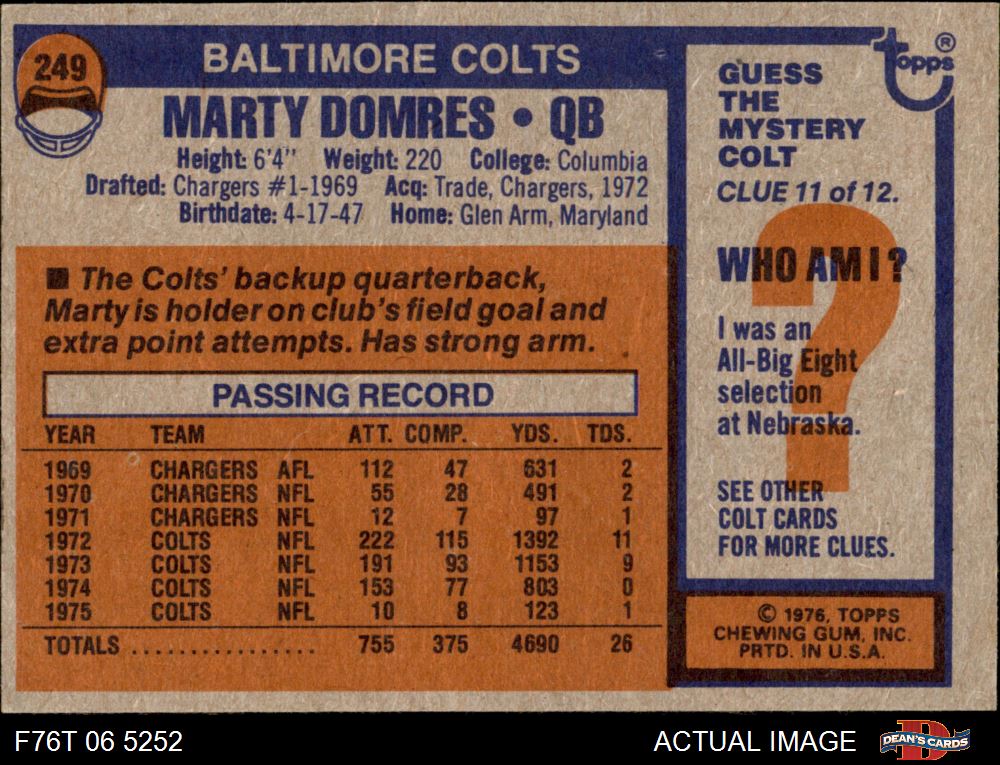 249
BALTIMORE COLTS
MARTY DOMRES • QB
Height: 6'4" Weight: 220 College: Columbia
Drafted: Chargers #1-1969 Acq: Trade, Chargers, 1972
Birthdate: 4-17-47 Home: Glen Arm, Maryland
■ The Colts' backup quarterback,
Marty is holder on club's field goal and
extra point attempts. Has strong arm.
PASSING RECORD
YEAR TEAM ATT. COMP. YDS. TDS.
1969 CHARGERS AFL 112 47 631 2
1970 CHARGERS NFL 55 28 491 2
1971 CHARGERS NFL 12 7 97 1
1972 COLTS NFL 222 115 1392 11
1973 COLTS NFL 191 93 1153 9
1974 COLTS NFL 153 77 803 0
1975 COLTS NFL 10 8 123 1
TOTALS ................ 755 375 4690 26
topps ®
GUESS
THE
MYSTERY
COLT
CLUE 11 of 12.
WHO AM I ?
?
I was an
All-Big Eight
selection
at Nebraska.
SEE OTHER
COLT CARDS
FOR MORE CLUES.
© 1976, TOPPS
CHEWING GUM, INC.
PRTD. IN U.S.A.
F76T 06 5252
ACTUAL IMAGE
D
DEAN'S CARDS